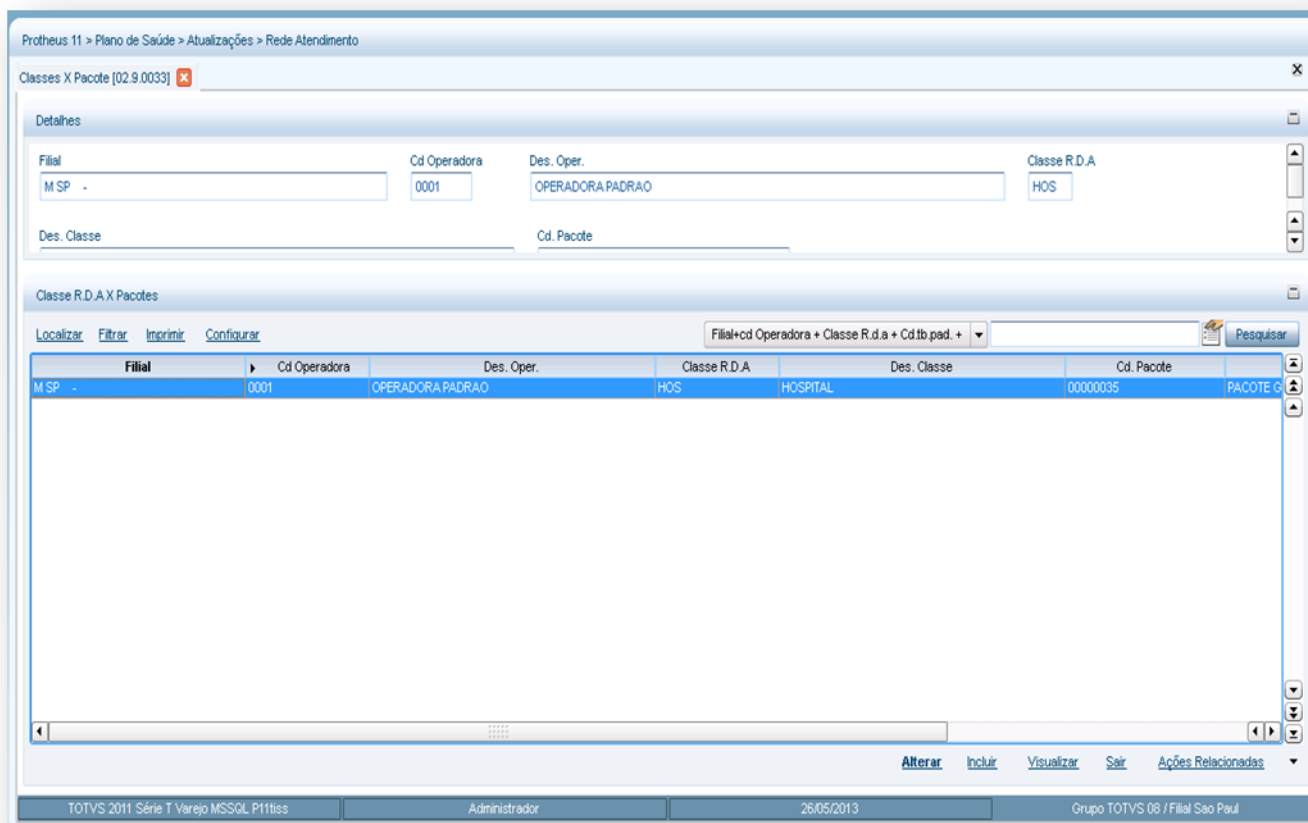 Protheus 11 > Plano de Saúde > Atualizações > Rede Atendimento
Classes X Pacote [02.9.0033]
Detalhes
Filial Cd Operadora Des. Oper. Classe R.D.A
M SP - 0001 OPERADORA PADRAO HOS
Des. Classe Cd. Pacote
Classe R.D.A X Pacotes
Localizar Filtrar Imprimir Configurar Filial+cd Operadora + Classe R.d.a + Cd.tb.pad. + Pesquisar
Filial Cd Operadora Des. Oper. Classe R.D.A Des. Classe Cd. Pacote
M SP - 0001 OPERADORA PADRAO HOS HOSPITAL 00000035 PACOTE G
Alterar Incluir Visualizar Sair Ações Relacionadas
TOTVS 2011 Série T Varejo MSSQL P11tiss Administrador 26/05/2013 Grupo TOTVS 08 / Filial Sao Paul